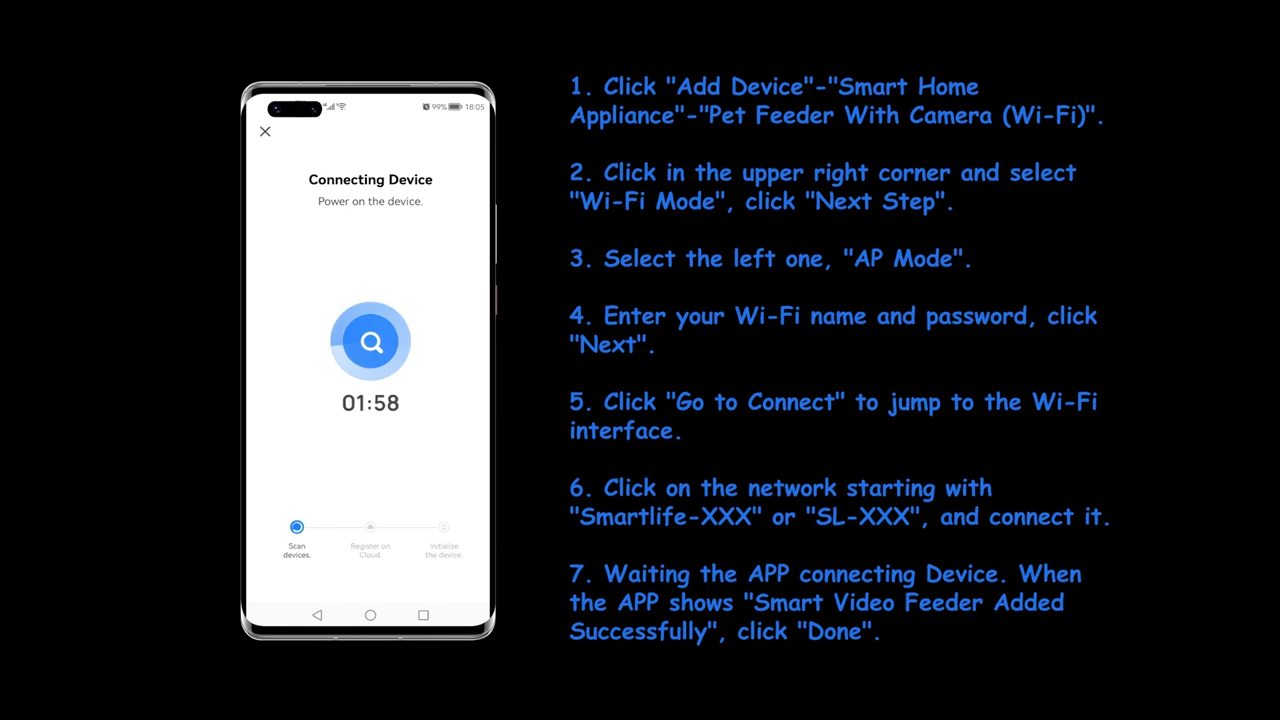 99% 18:05
Connecting Device
Power on the device.
01:58
Scan
devices.
Register on
Cloud.
Initialize
the device.
1. Click "Add Device"-"Smart Home
Appliance"-"Pet Feeder With Camera (Wi-Fi)".
2. Click in the upper right corner and select
"Wi-Fi Mode", click "Next Step".
3. Select the left one, "AP Mode".
4. Enter your Wi-Fi name and password, click
"Next".
5. Click "Go to Connect" to jump to the Wi-Fi
interface.
6. Click on the network starting with
"Smartlife-XXX" or "SL-XXX", and connect it.
7. Waiting the APP connecting Device. When
the APP shows "Smart Video Feeder Added
Successfully", click "Done".